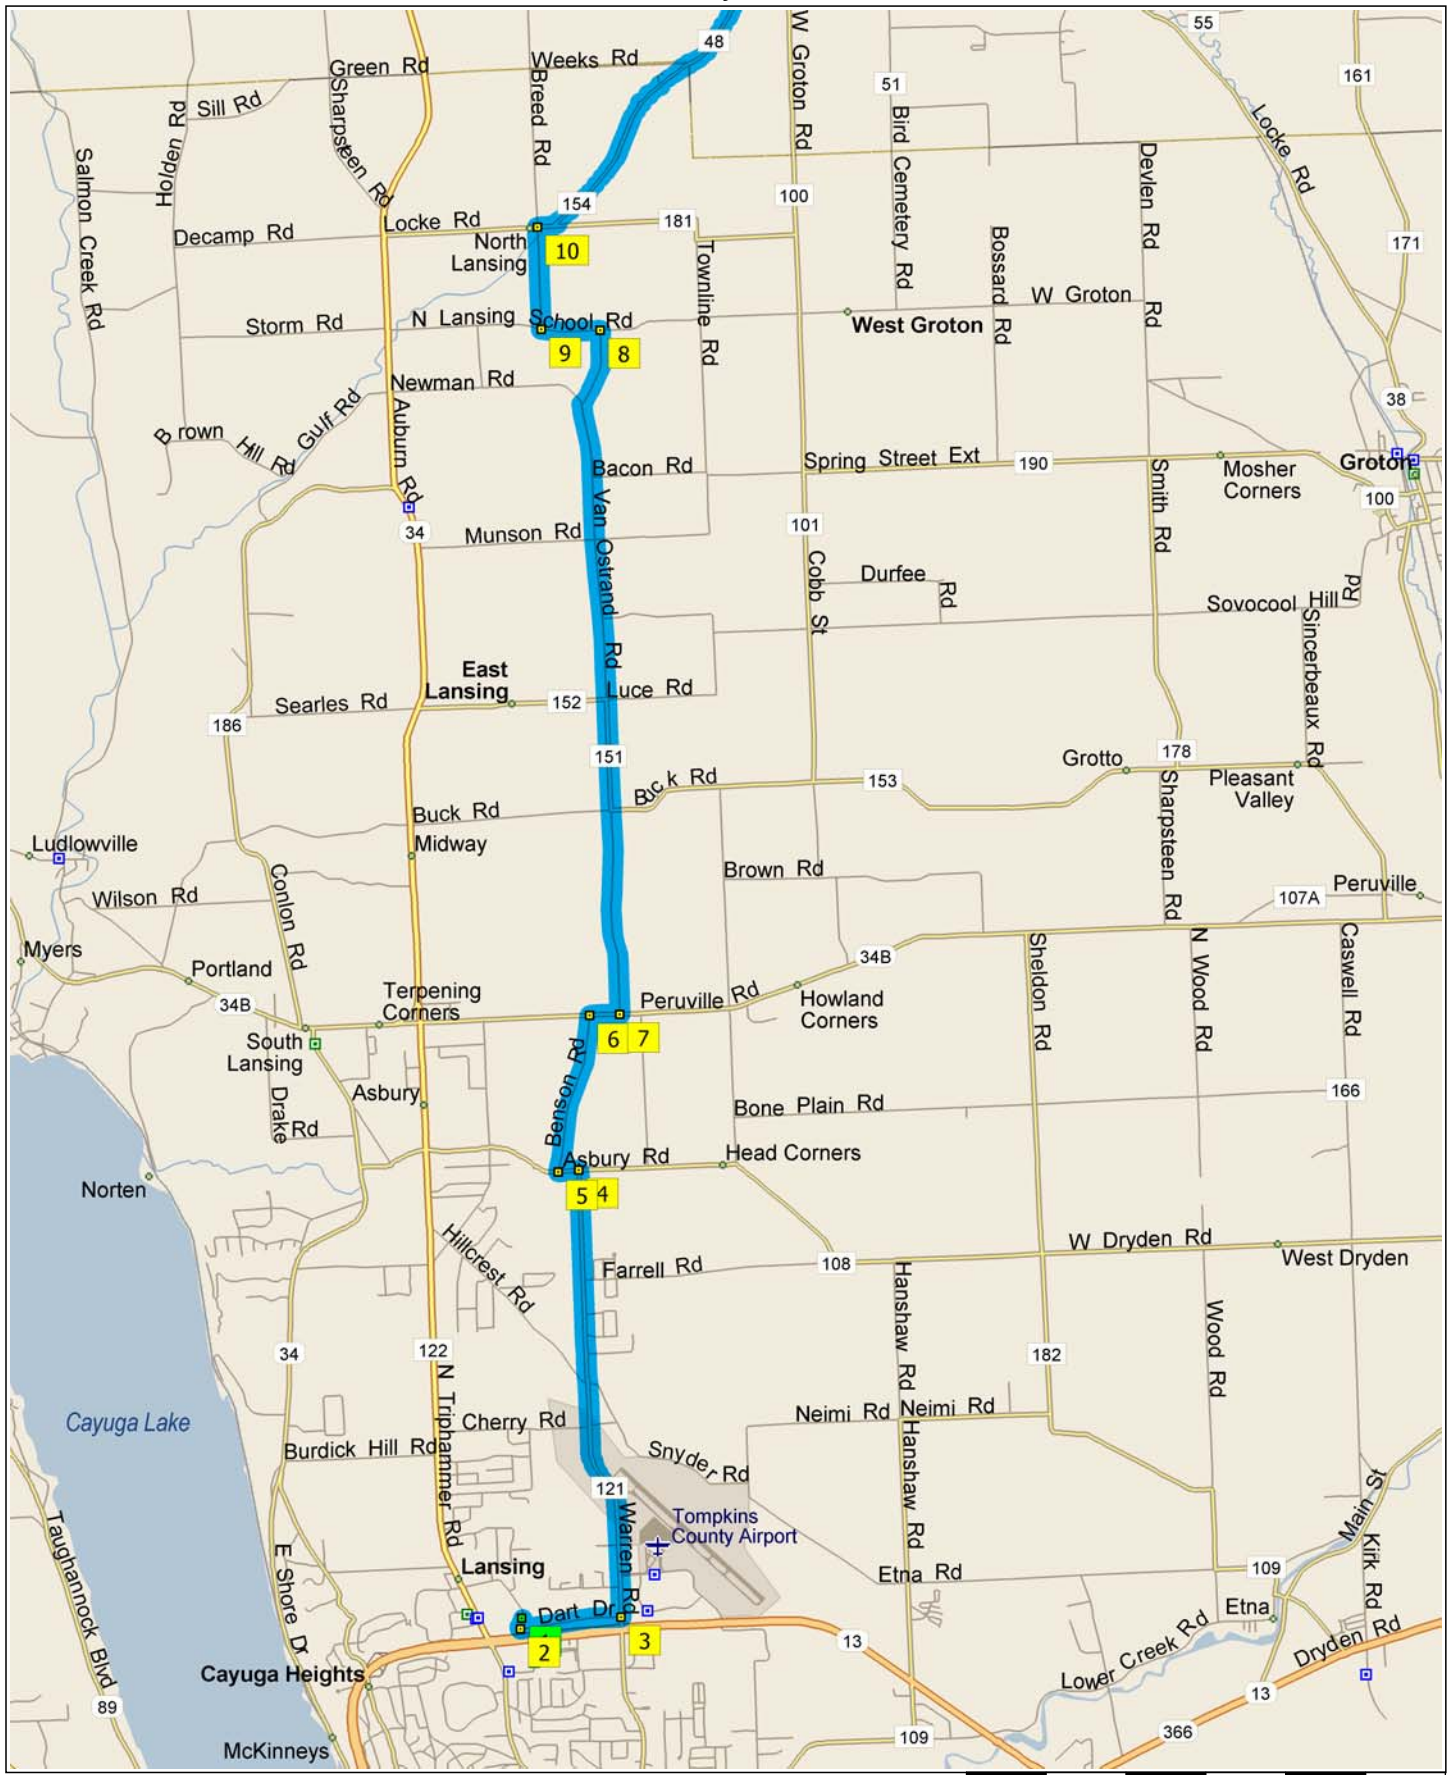 48
55
W Groton Rd
Weeks Rd
Green Rd
161
51
Sill Rd
Holden Rd
Sharpsteen Rd
Breed Rd
Bird Cemetery Rd
Locke Rd
Salmon Creek Rd
Devlen Rd
100
154
181
Locke Rd
Decamp Rd
North
Lansing
10
Townline Rd
Bossard Rd
171
W Groton
Rd
N Lansing School Rd
Storm Rd
West Groton
9
8
Newman Rd
Gulf Rd
Auburn Rd
38
Brown
Hill Rd
Bacon Rd
Spring Street Ext
190
Mosher
Corners
Groton
100
Smith Rd
Van Ostrand
Rd
34
Munson Rd
101
Cobb St
Durfee
Rd
Sovocool Hill
Rd
Sincerbeaux Rd
East
Lansing
152
Luce Rd
Searles Rd
186
151
Grotto
178
Buck Rd
153
Pleasant
Valley
Sharpsteen Rd
Buck Rd
Midway
Ludlowville
Conlon Rd
Brown Rd
Wilson Rd
107A
Peruville
Myers
Portland
34B
34B
Sheldon Rd
N Wood Rd
Caswell Rd
Terpening
Corners
Peruville Rd
Howland
Corners
South
Lansing
6
7
Benson Rd
Asbury
Drake
Rd
Bone Plain Rd
166
Asbury Rd
Head Corners
Norten
5
4
Hillcrest Rd
W Dryden Rd
West Dryden
Farrell Rd
108
Hanshaw Rd
Wood Rd
34
122
182
N Triphammer Rd
Cayuga Lake
Cherry Rd
Neimi Rd
Neimi Rd
Burdick Hill Rd
Snyder Rd
Hanshaw Rd
121
Warren Rd
Tompkins
County Airport
Main St
Kirk Rd
Taughannock Blvd
E Shore Dr
Lansing
Etna Rd
109
Dart Dr
Etna
2
3
13
Lower Creek Rd
Dryden Rd
Cayuga Heights
13
89
366
109
McKinneys